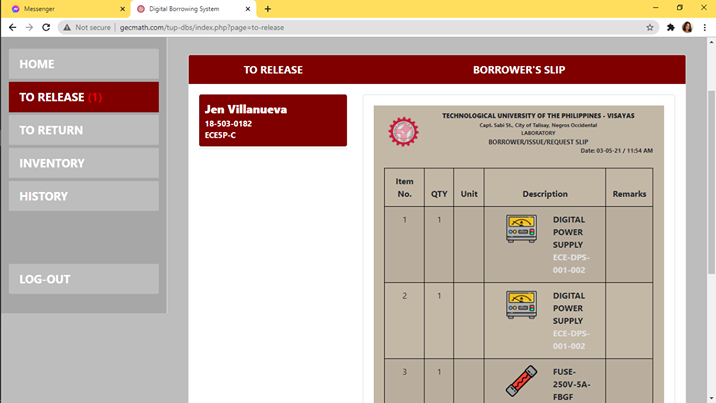 Messenger
Digital Borrowing System
Not secure | gecmath.com/tup-dbs/index.php?page=to-release
HOME
TO RELEASE (1)
TO RETURN
INVENTORY
HISTORY
LOG-OUT
TO RELEASE
BORROWER'S SLIP
Jen Villanueva
18-503-0182
ECE5P-C
TECHNOLOGICAL UNIVERSITY OF THE PHILIPPINES - VISAYAS
Capt. Sabi St., City of Talisay, Negros Occidental
LABORATORY
BORROWER/ISSUE/REQUEST SLIP
Date: 03-05-21 / 11:54 AM
Item No. QTY Unit Description Remarks
1 1 DIGITAL
POWER
SUPPLY
ECE-DPS-
001-002
2 1 DIGITAL
POWER
SUPPLY
ECE-DPS-
001-002
3 1 FUSE-
250V-5A-
FBGF